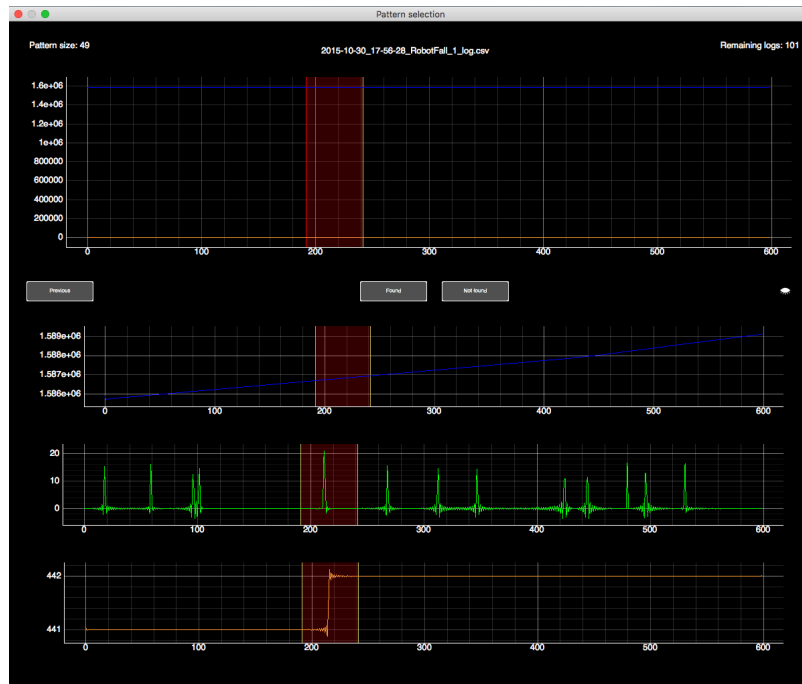 Pattern selection
Pattern size: 49
2015-10-30_17-56-28_RobotFall_1_log.csv
Remaining logs: 101
1.6e+06
1.4e+06
1.2e+06
1e+06
800000
600000
400000
200000
0
0 100 200 300 400 500 600
Previous
Found
Not found
1.589e+06
1.588e+06
1.587e+06
1.586e+06
0 100 200 300 400 500 600
20
10
0
0 100 200 300 400 500 600
442
441
0 100 200 300 400 500 600